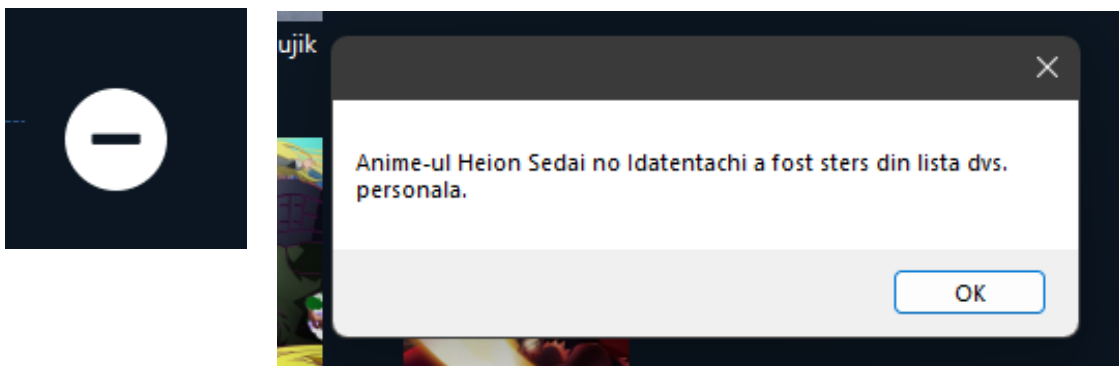 ujik
Anime-ul Heion Sedai no Idatentachi a fost sters din lista dvs.
personala.
OK